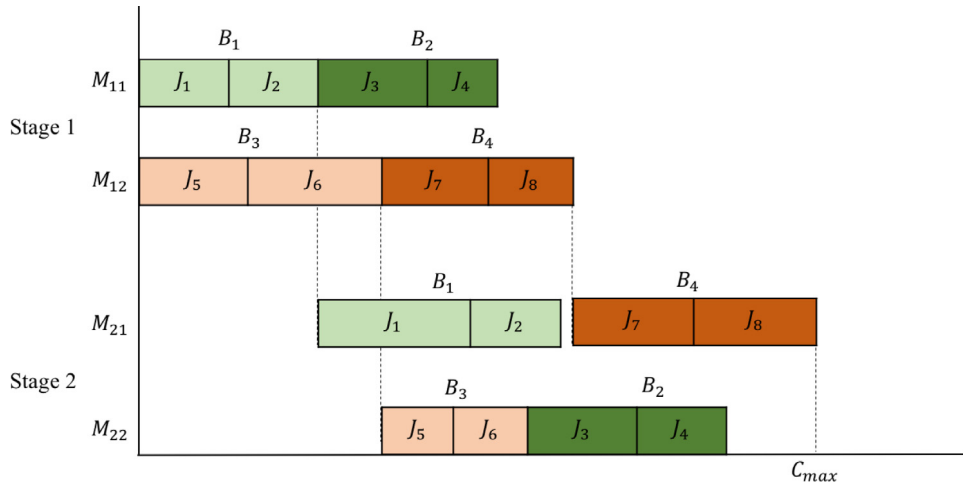 B₁ B₂
M₁₁ J₁ J₂ J₃ J₄
Stage 1
B₃ B₄
M₁₂ J₅ J₆ J₇ J₈
B₁ B₄
M₂₁ J₁ J₂ J₇ J₈
Stage 2
B₃ B₂
M₂₂ J₅ J₆ J₃ J₄
Cₘₐₓ